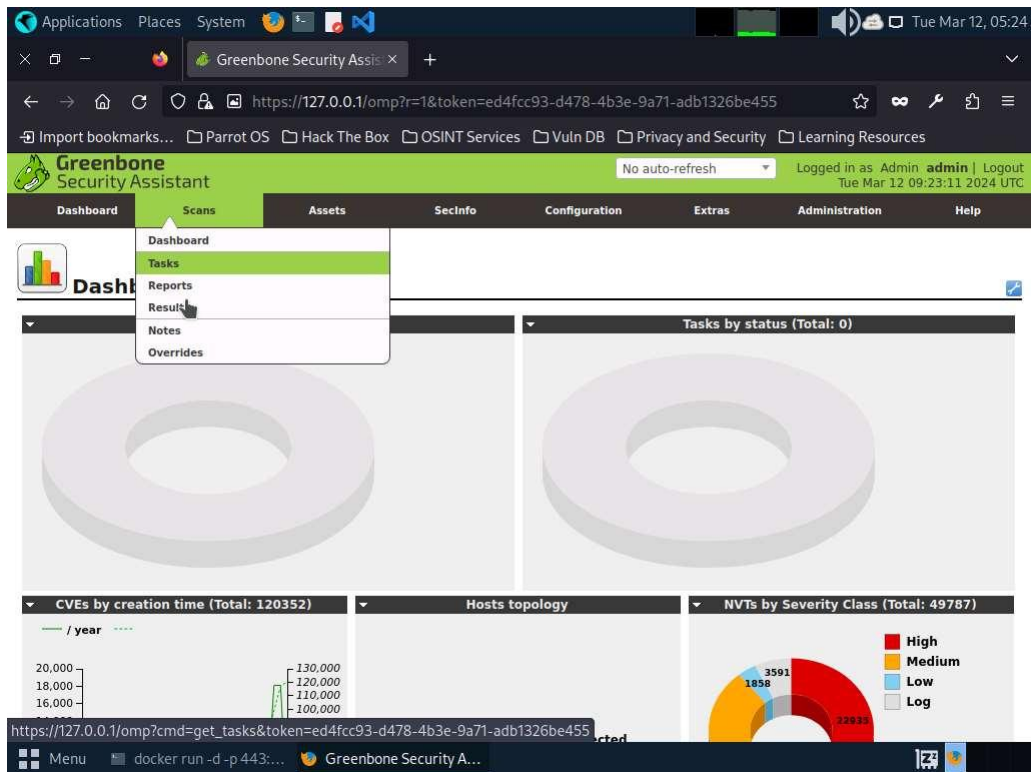 Applications Places System Tue Mar 12, 05:24
Greenbone Security Assis
https://127.0.0.1/omp?r=1&token=ed4fcc93-d478-4b3e-9a71-adb1326be455
Import bookmarks... Parrot OS Hack The Box OSINT Services Vuln DB Privacy and Security Learning Resources
Greenbone
Security Assistant
No auto-refresh
Logged in as Admin admin | Logout
Tue Mar 12 09:23:11 2024 UTC
Dashboard Scans Assets SecInfo Configuration Extras Administration Help
Dashboard
Tasks
Reports
Notes
Overrides
Tasks by status (Total: 0)
CVEs by creation time (Total: 120352) Hosts topology NVTs by Severity Class (Total: 49787)
/ year
20,000
18,000
16,000
130,000
120,000
110,000
100,000
High
Medium
Low
Log
3591
1858
22935
https://127.0.0.1/omp?cmd=get_tasks&token=ed4fcc93-d478-4b3e-9a71-adb1326be455
Menu docker run -d -p 443:... Greenbone Security A...